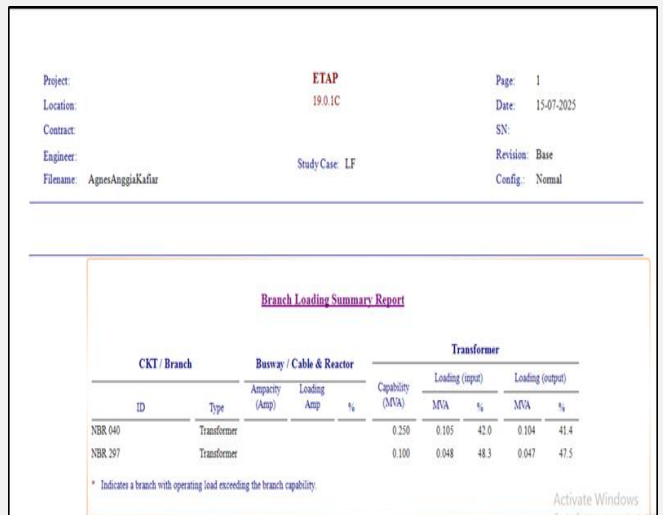 Project: ETAP Page: 1
Location: 19.0.1C Date: 15-07-2025
Contract: SN:
Engineer: Study Case: LF Revision: Base
Filename: AgnesAnggiaKafiar Config.: Normal
Branch Loading Summary Report
CKT / Branch Busway / Cable & Reactor Transformer
Ampacity Loading Capability Loading (input) Loading (output)
ID Type (Amp) Amp % (MVA) MVA % MVA %
NBR 040 Transformer 0.250 0.105 42.0 0.104 41.4
NBR 297 Transformer 0.100 0.048 48.3 0.047 47.5
* Indicates a branch with operating load exceeding the branch capability.
Activate Windows